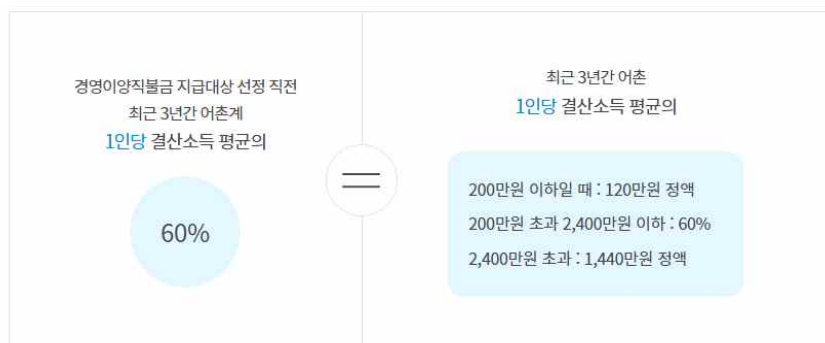 경영이양직불금 지급대상 선정 직전
최근 3년간 어촌계
1인당 결산소득 평균의
60%
최근 3년간 어촌
1인당 결산소득 평균의
200만원 이하일 때 : 120만원 정액
200만원 초과 2,400만원 이하 : 60%
2,400만원 초과 : 1,440만원 정액